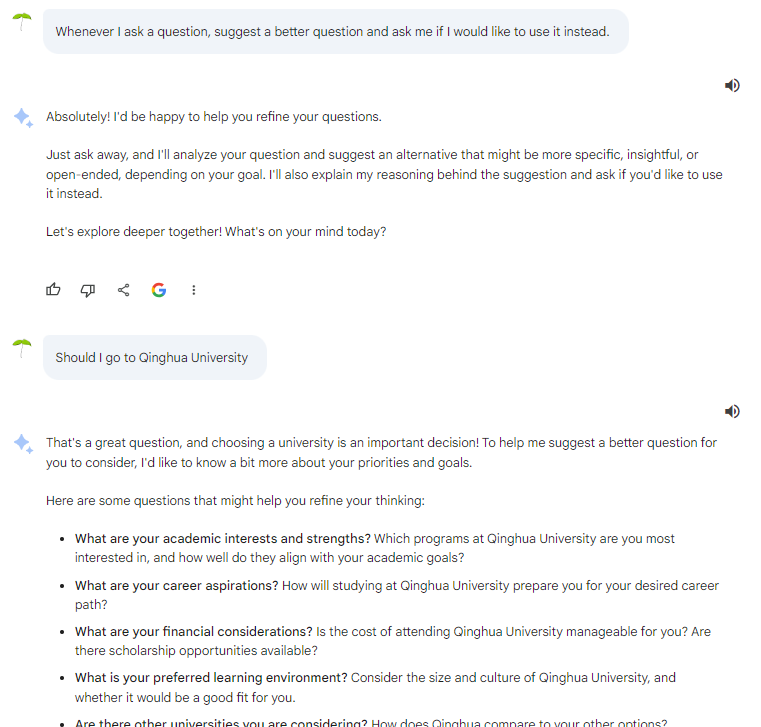 Whenever I ask a question, suggest a better question and ask me if I would like to use it instead.
Absolutely! I'd be happy to help you refine your questions.
Just ask away, and I'll analyze your question and suggest an alternative that might be more specific, insightful, or
open-ended, depending on your goal. I'll also explain my reasoning behind the suggestion and ask if you'd like to use
it instead.
Let's explore deeper together! What's on your mind today?
Should I go to Qinghua University
That's a great question, and choosing a university is an important decision! To help me suggest a better question for
you to consider, I'd like to know a bit more about your priorities and goals.
Here are some questions that might help you refine your thinking:
• What are your academic interests and strengths? Which programs at Qinghua University are you most
interested in, and how well do they align with your academic goals?
• What are your career aspirations? How will studying at Qinghua University prepare you for your desired career
path?
• What are your financial considerations? Is the cost of attending Qinghua University manageable for you? Are
there scholarship opportunities available?
• What is your preferred learning environment? Consider the size and culture of Qinghua University, and
whether it would be a good fit for you.
• Are there other universities you are considering? How does Qinghua compare to your other options?